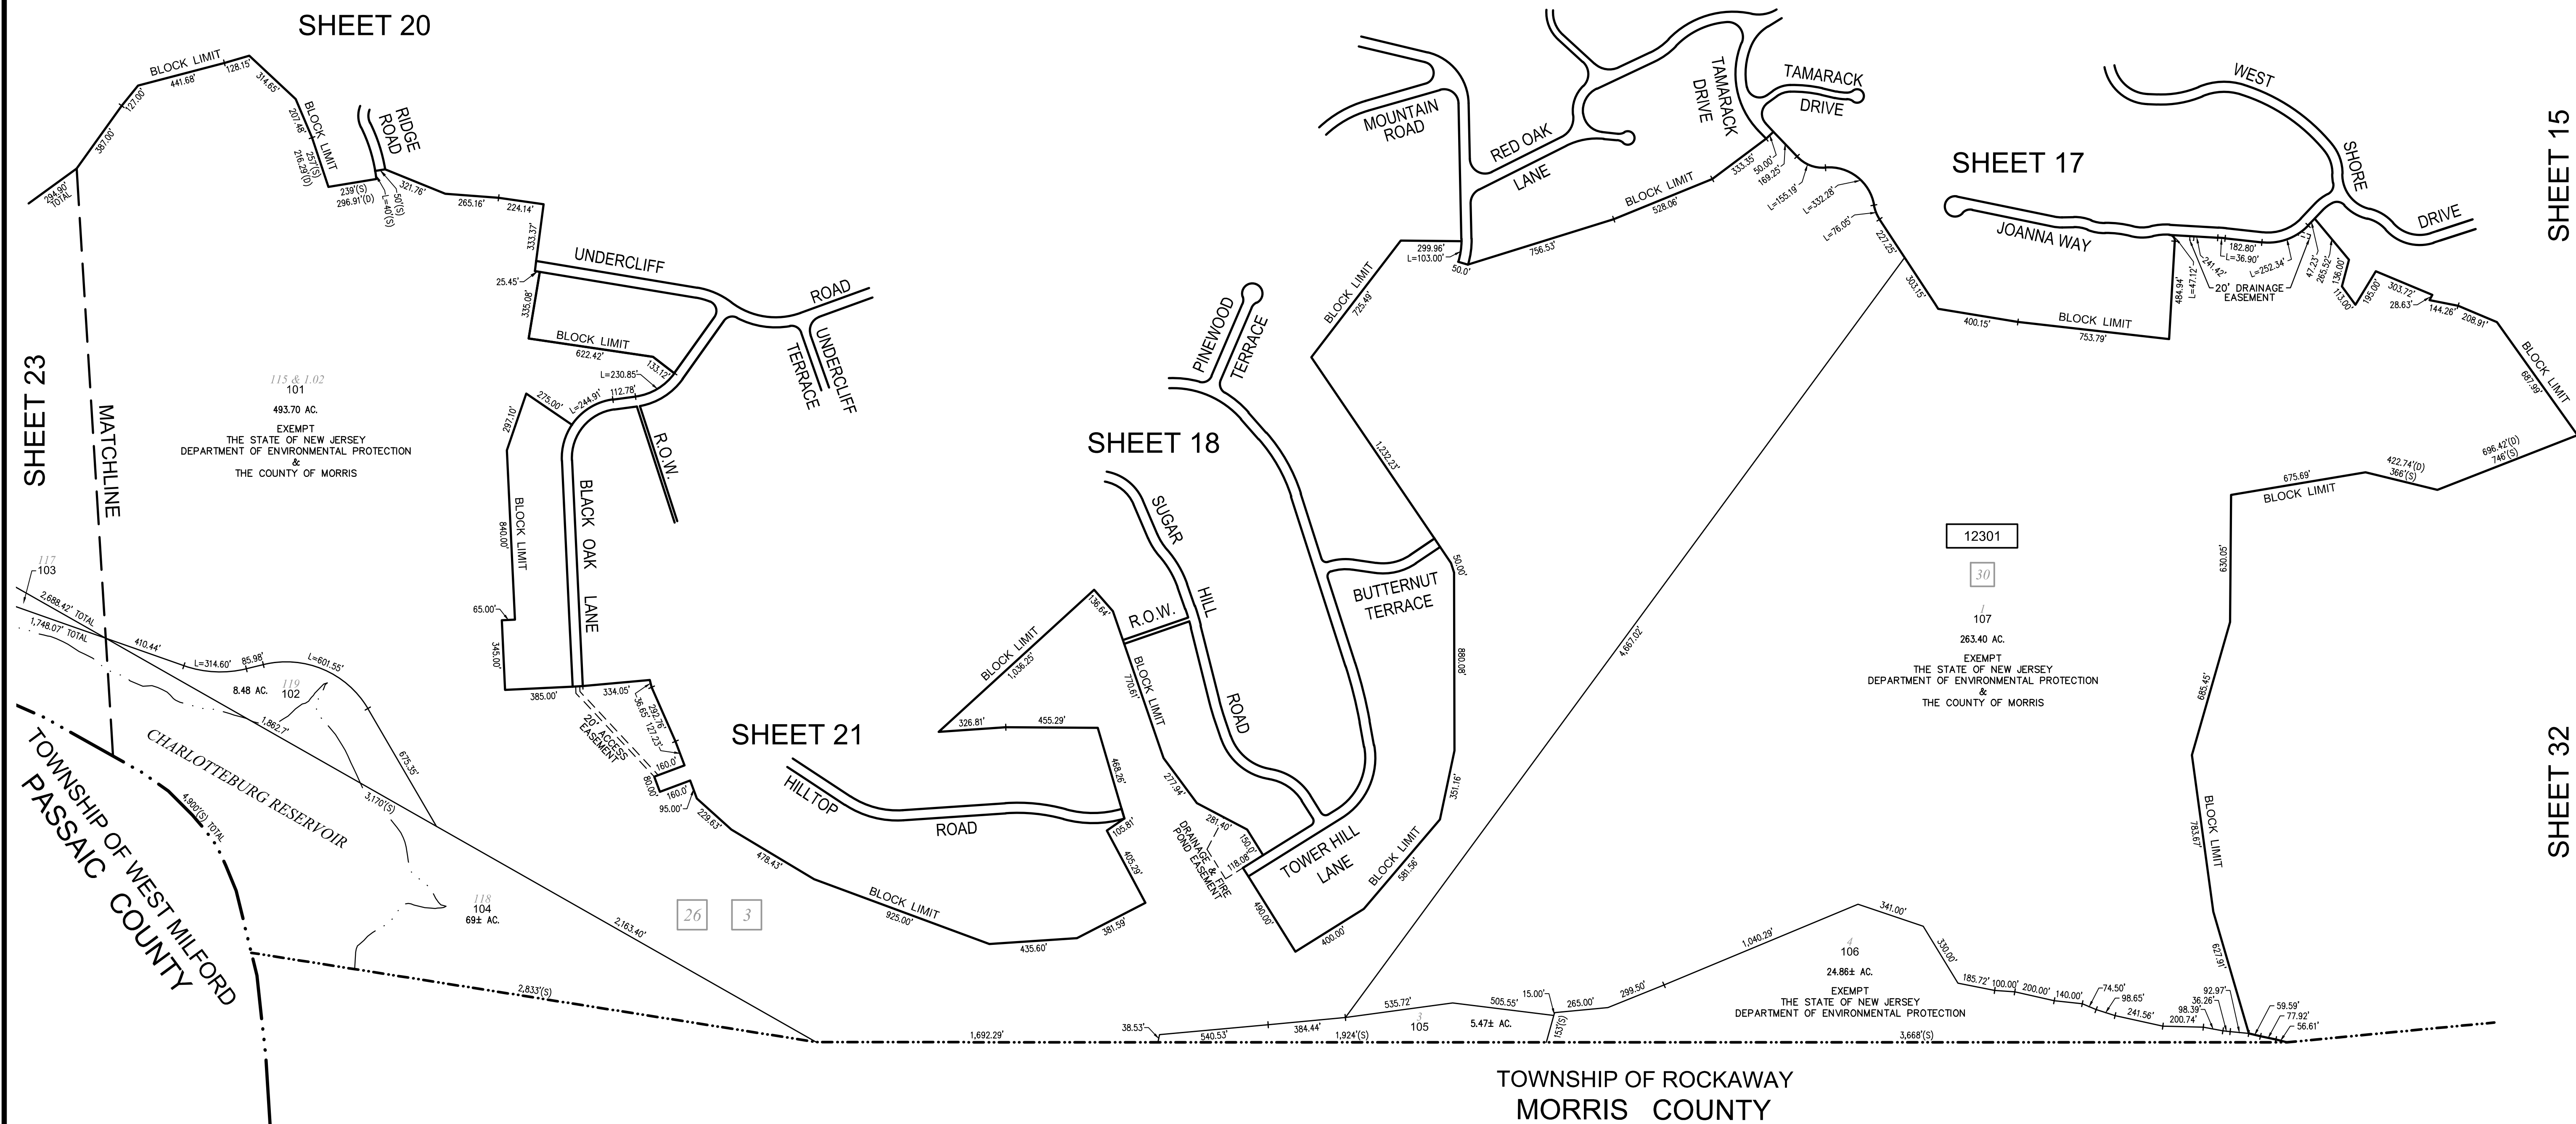 SHEET 20
SHEET 15
SHEET 17
SHEET 18
SHEET 21
SHEET 23
SHEET 32
BLOCK LIMIT
441.68'
128.15'
127.00'
387.00'
294.90'
TOTAL
314.65'
207.48'
BLOCK LIMIT
257'(S)
216.29'(D)
239'(S)
296.91'(D)
RIDGE
ROAD
50'(S)
L=40'(S)
321.76'
265.16'
224.14'
333.37'
25.45'
335.08'
UNDERCLIFF
ROAD
UNDERCLIFF
TERRACE
BLOCK LIMIT
622.42'
133.12'
L=230.85'
112.78'
L=244.91'
275.00'
297.10'
R.O.W.
BLACK OAK LANE
BLOCK LIMIT
840.00'
65.00'
345.00'
385.00'
334.05'
36.65'
292.76'
127.23'
20' ACCESS
EASEMENT
160.0'
80.00'
160.0'
95.00'
229.63'
478.43'
BLOCK LIMIT
925.00'
435.60'
381.59'
405.29'
105.81'
468.26'
455.29'
326.81'
BLOCK LIMIT
1,036.25'
136.64'
HILLTOP
ROAD
MATCHLINE
115 & 1.02
101
493.70 AC.
EXEMPT
THE STATE OF NEW JERSEY
DEPARTMENT OF ENVIRONMENTAL PROTECTION
&
THE COUNTY OF MORRIS
117
103
2,688.42' TOTAL
1,748.07' TOTAL
410.44'
L=314.60'
85.98'
L=601.55'
119
8.48 AC.
102
1,862.7'
675.35'
3,170'(S)
CHARLOTTEBURG RESERVOIR
4,900'(S) TOTAL
TOWNSHIP OF WEST MILFORD
PASSAIC COUNTY
118
104
69± AC.
2,163.40'
2,833'(S)
26
3
R.O.W.
BLOCK LIMIT
770.61'
277.94'
281.40'
150.0'
118.08'
DRAINAGE & FIRE
POND EASEMENT
SUGAR
HILL
ROAD
PINEWOOD
TERRACE
BUTTERNUT
TERRACE
TOWER HILL
LANE
490.00'
400.00'
BLOCK LIMIT
581.56'
351.16'
880.08'
50.00'
1,232.23'
BLOCK LIMIT
725.49'
299.96'
L=103.00'
50.0'
756.53'
BLOCK LIMIT
528.06'
333.35'
50.00'
169.25'
L=155.19'
L=332.28'
L=76.05'
227.25'
303.15'
400.15'
BLOCK LIMIT
753.79'
484.94'
L=47.12'
241.42'
L=36.90'
182.80'
L=252.34'
20' DRAINAGE
EASEMENT
47.23'
265.52'
136.00'
113.00'
195.00'
303.72'
28.63'
144.26'
208.91'
BLOCK LIMIT
687.99'
696.42'(D)
746'(S)
422.74'(D)
366'(S)
675.69'
BLOCK LIMIT
630.05'
685.45'
BLOCK LIMIT
783.67'
627.91'
MOUNTAIN
ROAD
RED OAK
LANE
TAMARACK
DRIVE
TAMARACK
DRIVE
WEST
SHORE
DRIVE
JOANNA WAY
4,667.02'
12301
30
1
107
263.40 AC.
EXEMPT
THE STATE OF NEW JERSEY
DEPARTMENT OF ENVIRONMENTAL PROTECTION
&
THE COUNTY OF MORRIS
1,692.29'
38.53'
540.53'
384.44'
1,924'(S)
535.72'
505.55'
3
105
5.47± AC.
15.00'
153'(S)
265.00'
299.50'
1,040.29'
341.00'
330.00'
4
106
24.86± AC.
EXEMPT
THE STATE OF NEW JERSEY
DEPARTMENT OF ENVIRONMENTAL PROTECTION
185.72'
100.00'
200.00'
140.00'
74.50'
98.65'
241.56'
200.74'
98.39'
36.26'
92.97'
59.59'
77.92'
56.61'
3,668'(S)
TOWNSHIP OF ROCKAWAY
MORRIS COUNTY